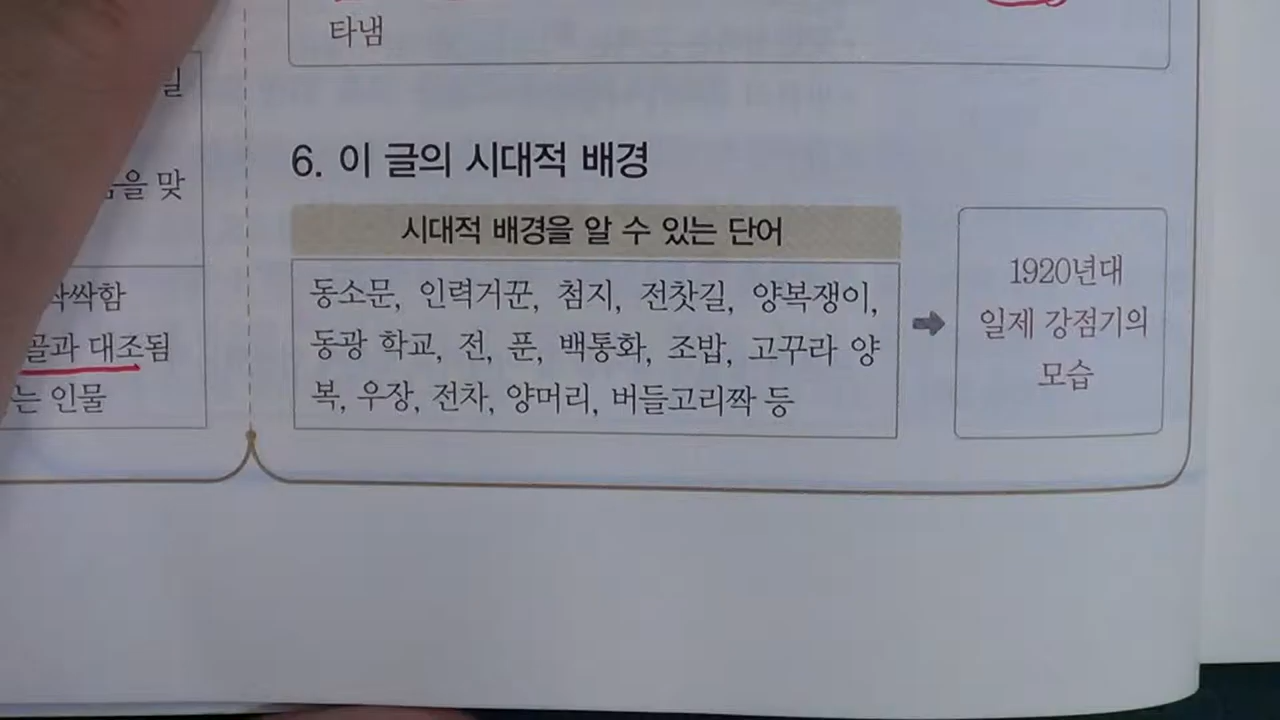 타냄
을 맞
싹함
골과 대조됨
는 인물
6. 이 글의 시대적 배경
시대적 배경을 알 수 있는 단어
동소문, 인력거꾼, 첨지, 전찻길, 양복쟁이,
동광 학교, 전, 푼, 백통화, 조밥, 고꾸라 양
복, 우장, 전차, 양머리, 버들고리짝 등
1920년대
일제 강점기의
모습